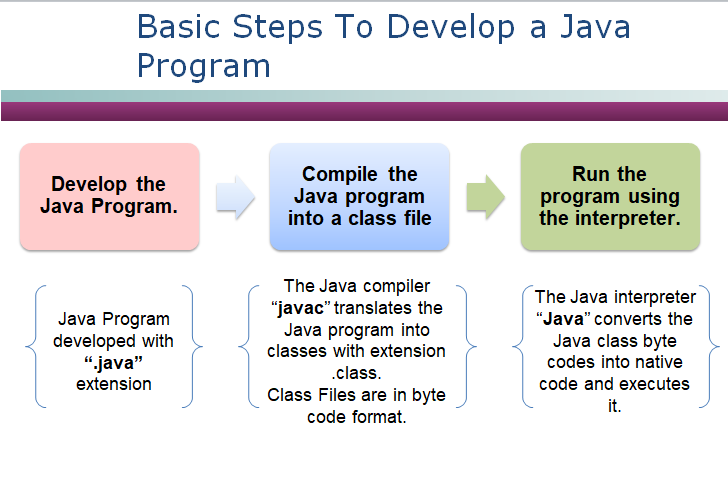 Basic Steps To Develop a Java
Program
Develop the
Java Program.
Compile the
Java program
into a class file
Run the
program using
the interpreter.
Java Program
developed with
“.java”
extension
The Java compiler
“javac” translates the
Java program into
classes with extension
.class.
Class Files are in byte
code format.
The Java interpreter
“Java” converts the
Java class byte
codes into native
code and executes
it.